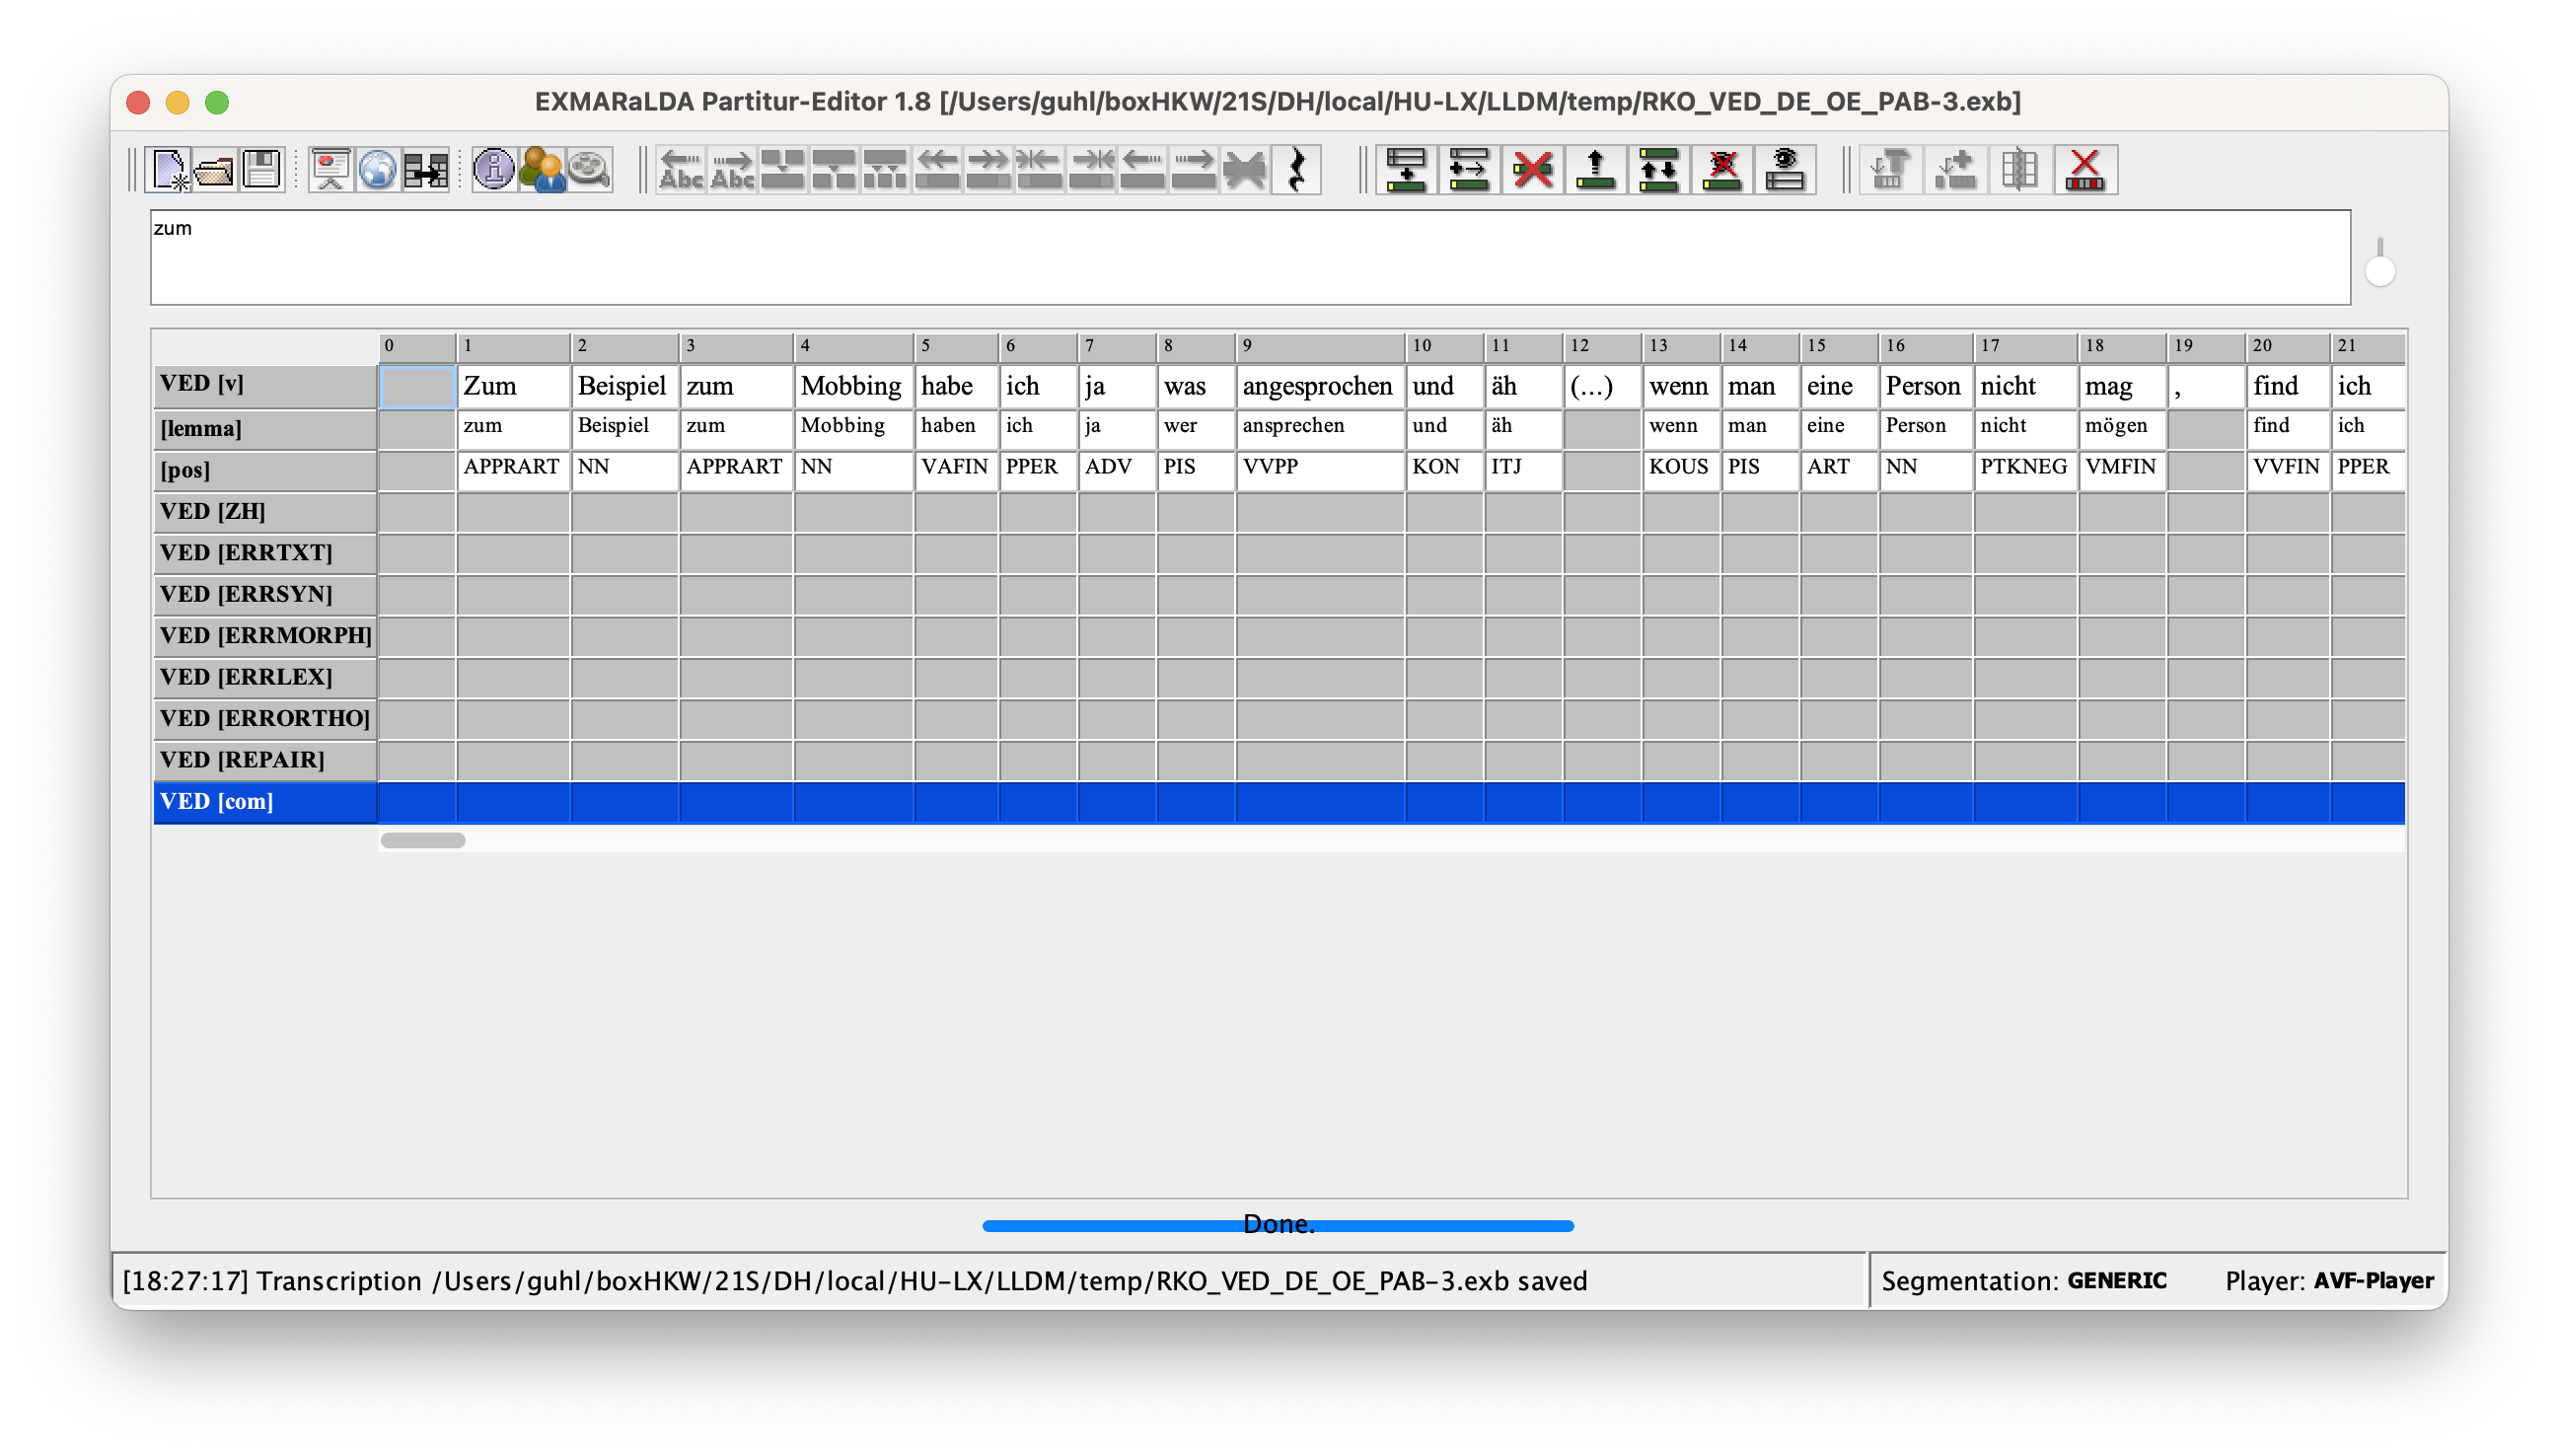 EXMARaLDA Partitur-Editor 1.8 [/Users/guhl/boxHKW/21S/DH/local/HU-LX/LLDM/temp/RKO_VED_DE_OE_PAB-3.exb]
Abc Abc
zum
0 1 2 3 4 5 6 7 8 9 10 11 12 13 14 15 16 17 18 19 20 21
VED [v] Zum Beispiel zum Mobbing habe ich ja was angesprochen und äh (...) wenn man eine Person nicht mag , find ich
[lemma] zum Beispiel zum Mobbing haben ich ja wer ansprechen und äh wenn man eine Person nicht mögen find ich
[pos] APPRART NN APPRART NN VAFIN PPER ADV PIS VVPP KON ITJ KOUS PIS ART NN PTKNEG VMFIN VVFIN PPER
VED [ZH]
VED [ERRTXT]
VED [ERRSYN]
VED [ERRMORPH]
VED [ERRLEX]
VED [ERRORTHO]
VED [REPAIR]
VED [com]
Done.
[18:27:17] Transcription /Users/guhl/boxHKW/21S/DH/local/HU-LX/LLDM/temp/RKO_VED_DE_OE_PAB-3.exb saved Segmentation: GENERIC Player: AVF-Player